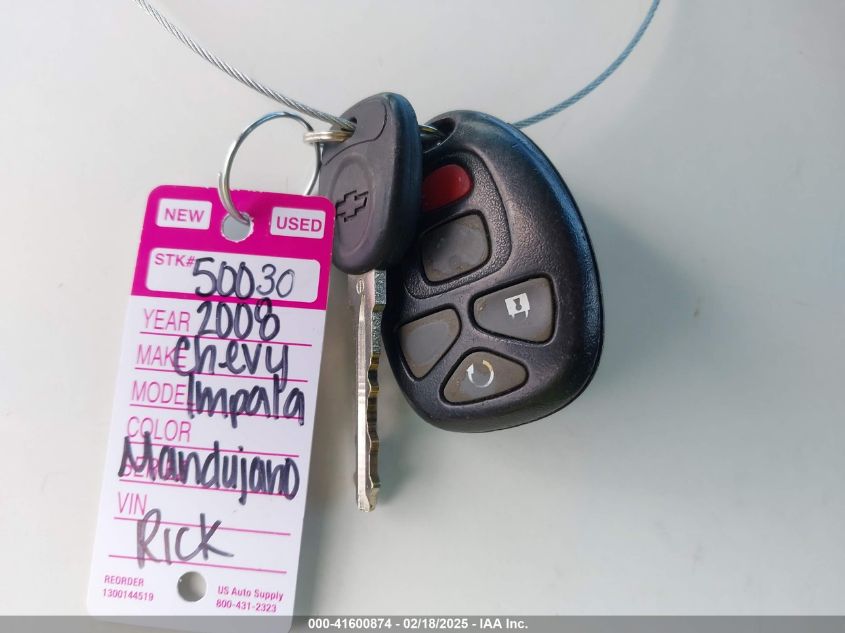 NEW USED
STK# 50030
YEAR 2008
MAKE Chevy
MODEL Impala
COLOR
Mandujano
VIN
RICK
REORDER
1300144519
US Auto Supply
800-431-2323
000-41600874 - 02/18/2025 - IAA Inc.